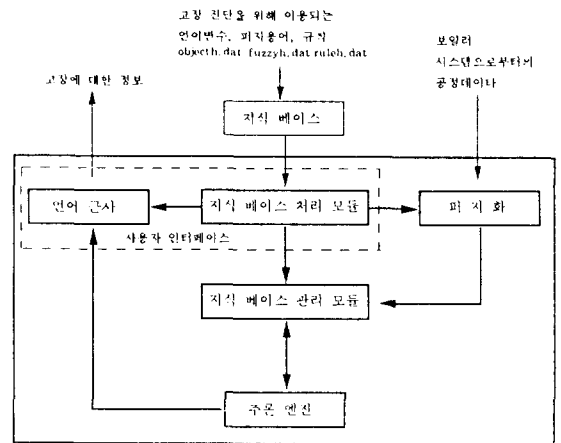 고장 진단을 위해 이용되는
언어변수, 퍼지용어, 규칙
objecth.dat fuzzyh.dat ruleh.dat
보일러
시스템으로부터의
공정데이타
고장에 대한 정보
지식 베이스
언어 근사
지식 베이스 처리 모듈
퍼 지 화
사용자 인터페이스
지식 베이스 관리 모듈
추론 엔진